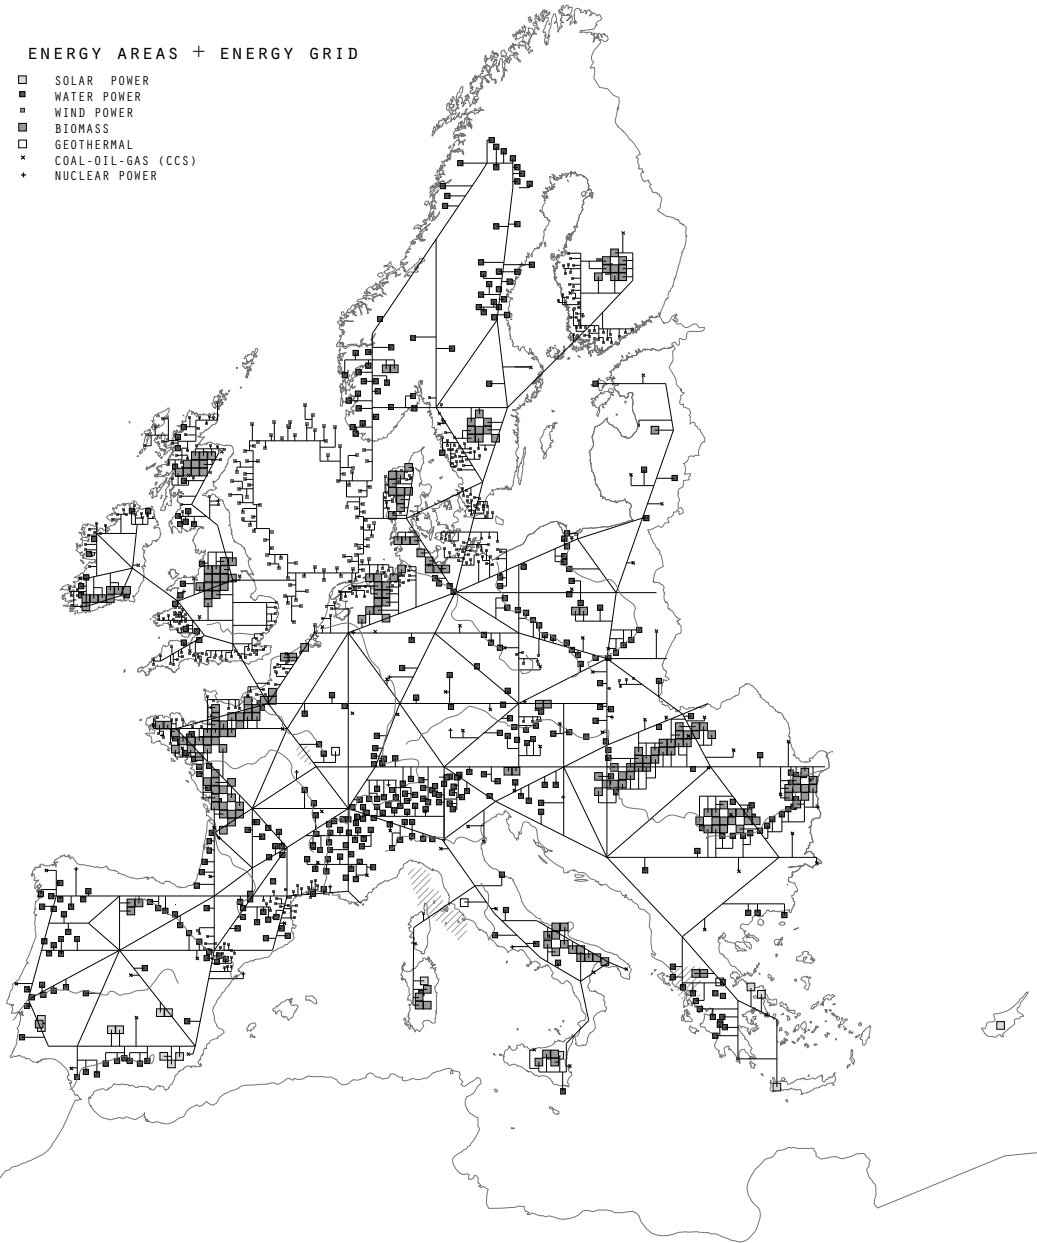 ENERGY AREAS + ENERGY GRID
SOLAR POWER
WATER POWER
WIND POWER
BIOMASS
GEOTHERMAL
COAL-OIL-GAS (CCS)
NUCLEAR POWER